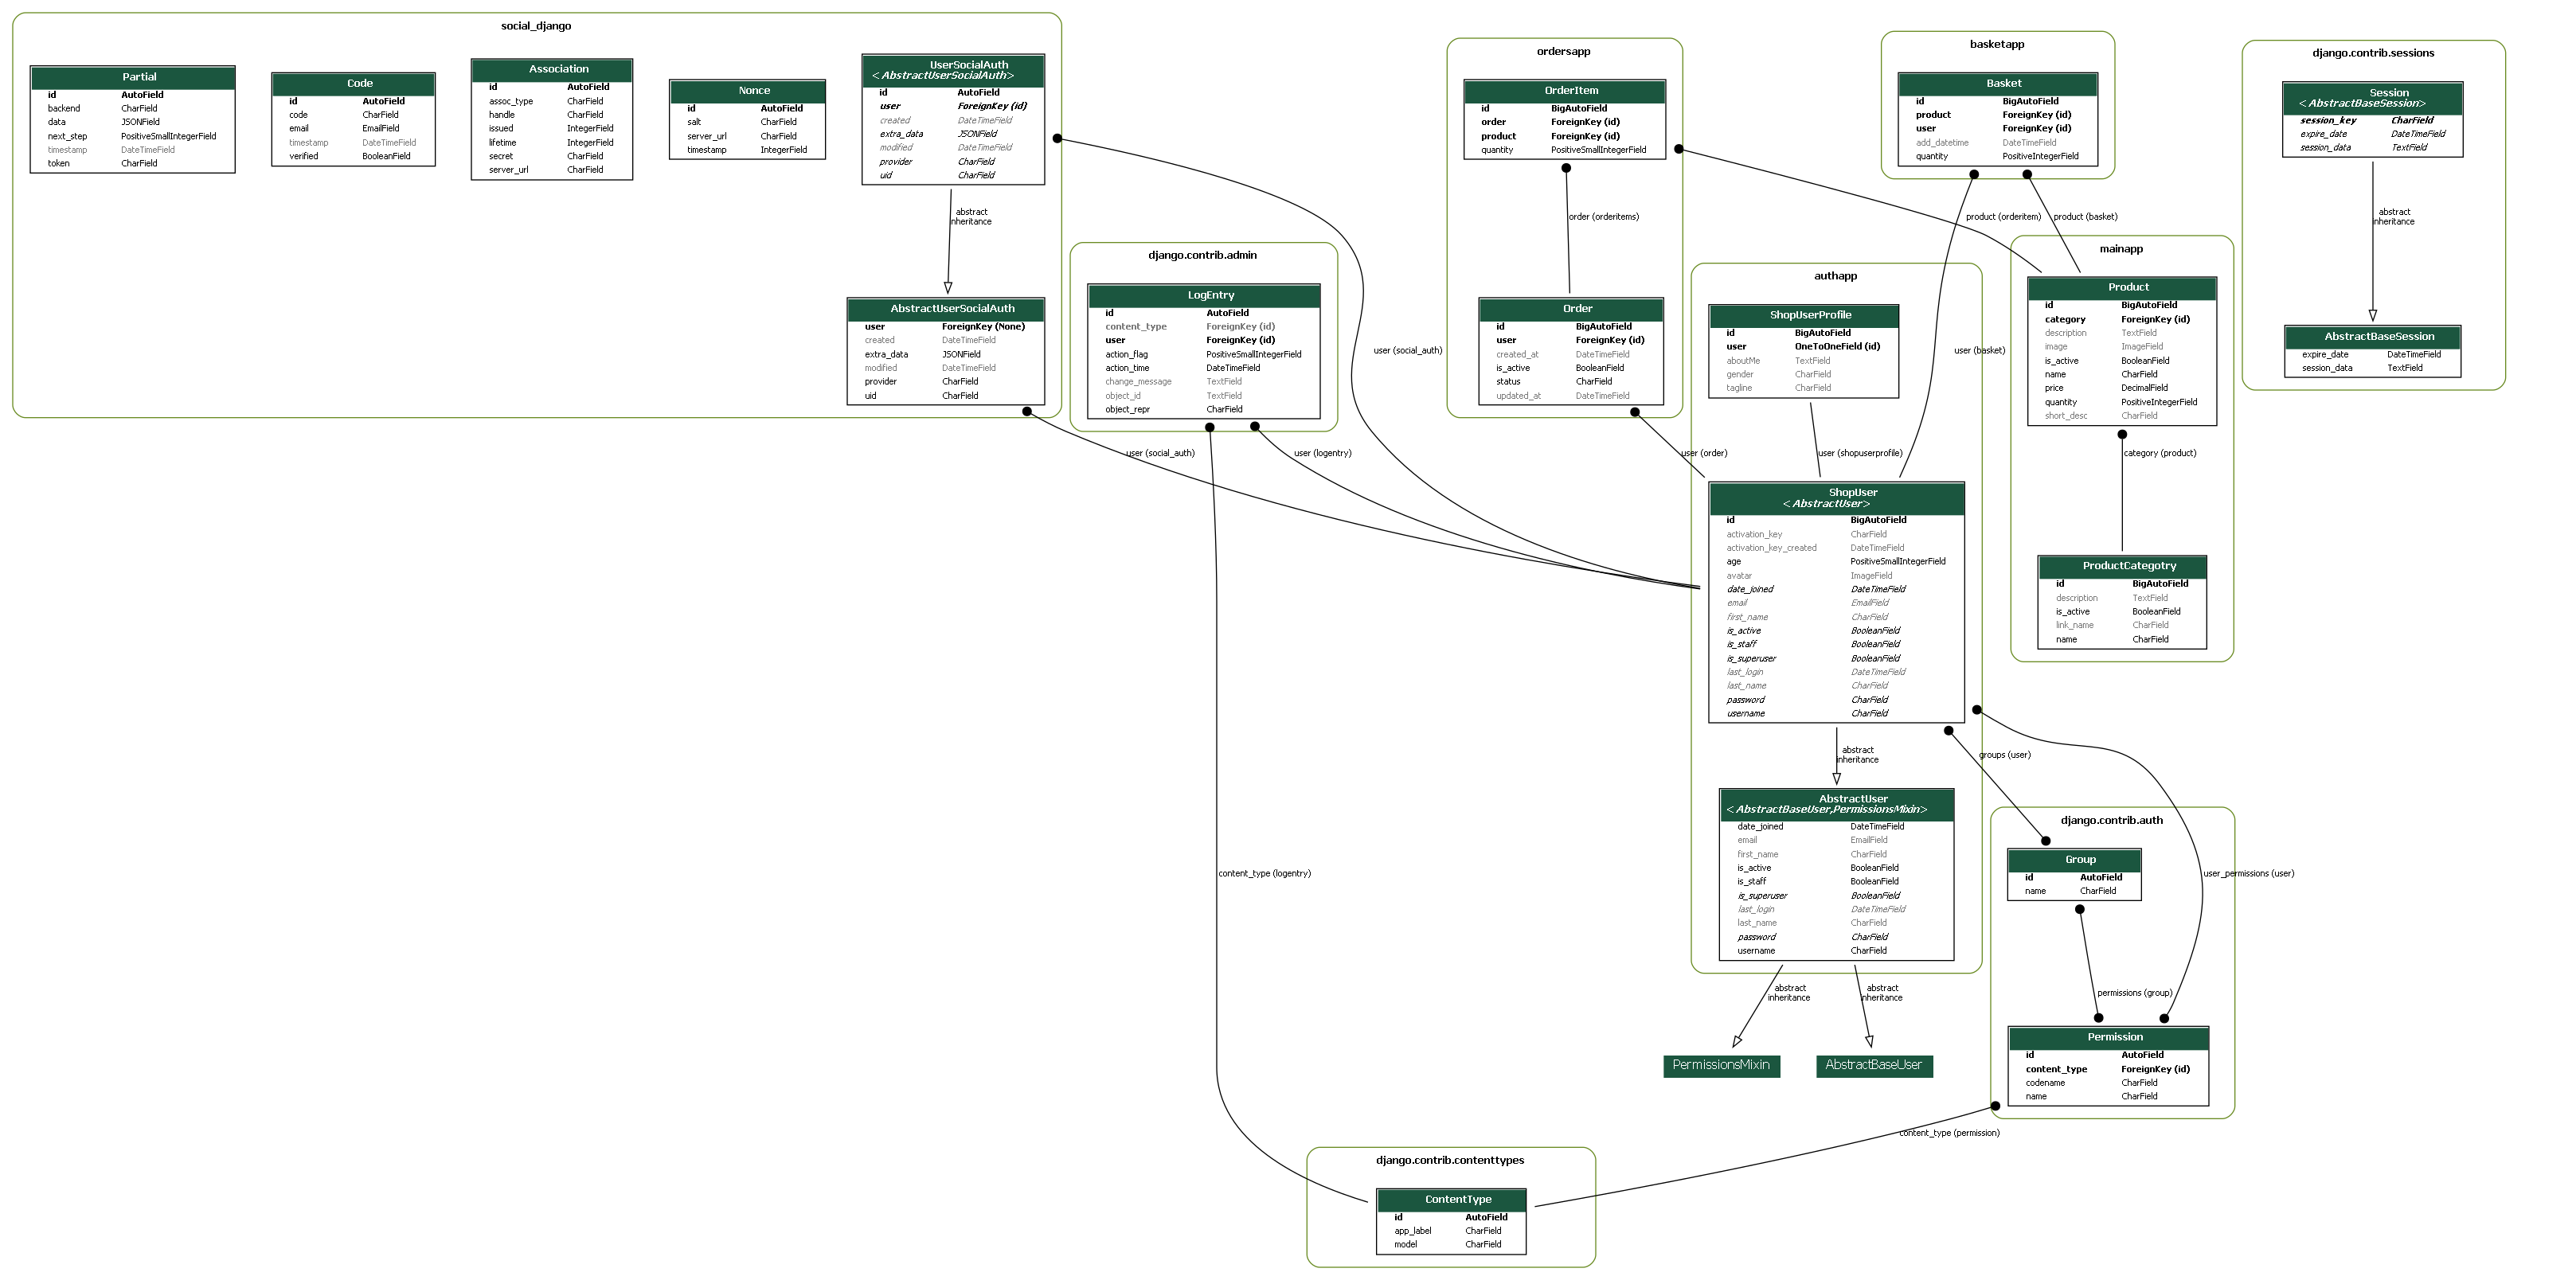 social_django
Partial
id AutoField
backend CharField
data JSONField
next_step PositiveSmallIntegerField
timestamp DateTimeField
token CharField
Code
id AutoField
code CharField
email EmailField
timestamp DateTimeField
verified BooleanField
Association
id AutoField
assoc_type CharField
handle CharField
issued IntegerField
lifetime IntegerField
secret CharField
server_url CharField
Nonce
id AutoField
salt CharField
server_url CharField
timestamp IntegerField
UserSocialAuth
<AbstractUserSocialAuth>
id AutoField
user ForeignKey (id)
created DateTimeField
extra_data JSONField
modified DateTimeField
provider CharField
uid CharField
abstract
inheritance
AbstractUserSocialAuth
user ForeignKey (None)
created DateTimeField
extra_data JSONField
modified DateTimeField
provider CharField
uid CharField
user (social_auth)
user (social_auth)
django.contrib.admin
LogEntry
id AutoField
content_type ForeignKey (id)
user ForeignKey (id)
action_flag PositiveSmallIntegerField
action_time DateTimeField
change_message TextField
object_id TextField
object_repr CharField
user (logentry)
content_type (logentry)
ordersapp
OrderItem
id BigAutoField
order ForeignKey (id)
product ForeignKey (id)
quantity PositiveSmallIntegerField
order (orderitems)
Order
id BigAutoField
user ForeignKey (id)
created_at DateTimeField
is_active BooleanField
status CharField
updated_at DateTimeField
user (order)
basketapp
Basket
id BigAutoField
product ForeignKey (id)
user ForeignKey (id)
add_datetime DateTimeField
quantity PositiveIntegerField
product (orderitem)
product (basket)
user (basket)
django.contrib.sessions
Session
<AbstractBaseSession>
session_key CharField
expire_date DateTimeField
session_data TextField
abstract
inheritance
AbstractBaseSession
expire_date DateTimeField
session_data TextField
mainapp
Product
id BigAutoField
category ForeignKey (id)
description TextField
image ImageField
is_active BooleanField
name CharField
price DecimalField
quantity PositiveIntegerField
short_desc CharField
category (product)
ProductCategotry
id BigAutoField
description TextField
is_active BooleanField
link_name CharField
name CharField
authapp
ShopUserProfile
id BigAutoField
user OneToOneField (id)
aboutMe TextField
gender CharField
tagline CharField
user (shopuserprofile)
ShopUser
<AbstractUser>
id BigAutoField
activation_key CharField
activation_key_created DateTimeField
age PositiveSmallIntegerField
avatar ImageField
date_joined DateTimeField
email EmailField
first_name CharField
is_active BooleanField
is_staff BooleanField
is_superuser BooleanField
last_login DateTimeField
last_name CharField
password CharField
username CharField
abstract
inheritance
groups (user)
user_permissions (user)
AbstractUser
<AbstractBaseUser,PermissionsMixin>
date_joined DateTimeField
email EmailField
first_name CharField
is_active BooleanField
is_staff BooleanField
is_superuser BooleanField
last_login DateTimeField
last_name CharField
password CharField
username CharField
abstract
inheritance
abstract
inheritance
PermissionsMixin
AbstractBaseUser
django.contrib.auth
Group
id AutoField
name CharField
permissions (group)
Permission
id AutoField
content_type ForeignKey (id)
codename CharField
name CharField
content_type (permission)
django.contrib.contenttypes
ContentType
id AutoField
app_label CharField
model CharField